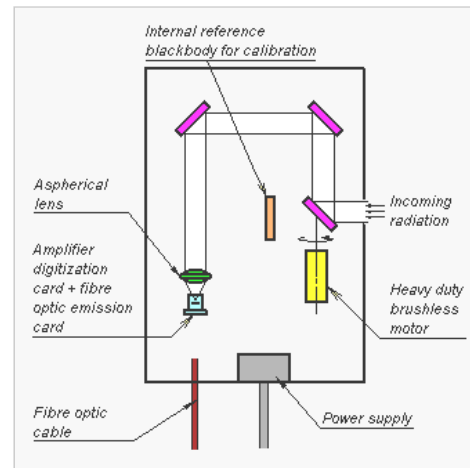 Internal reference
blackbody for calibration
Aspherical
lens
Incoming
radiation
Amplifier
digitization
card + fibre
optic emission
card
Heavy duty
brushless
motor
Fibre optic
cable
Power supply